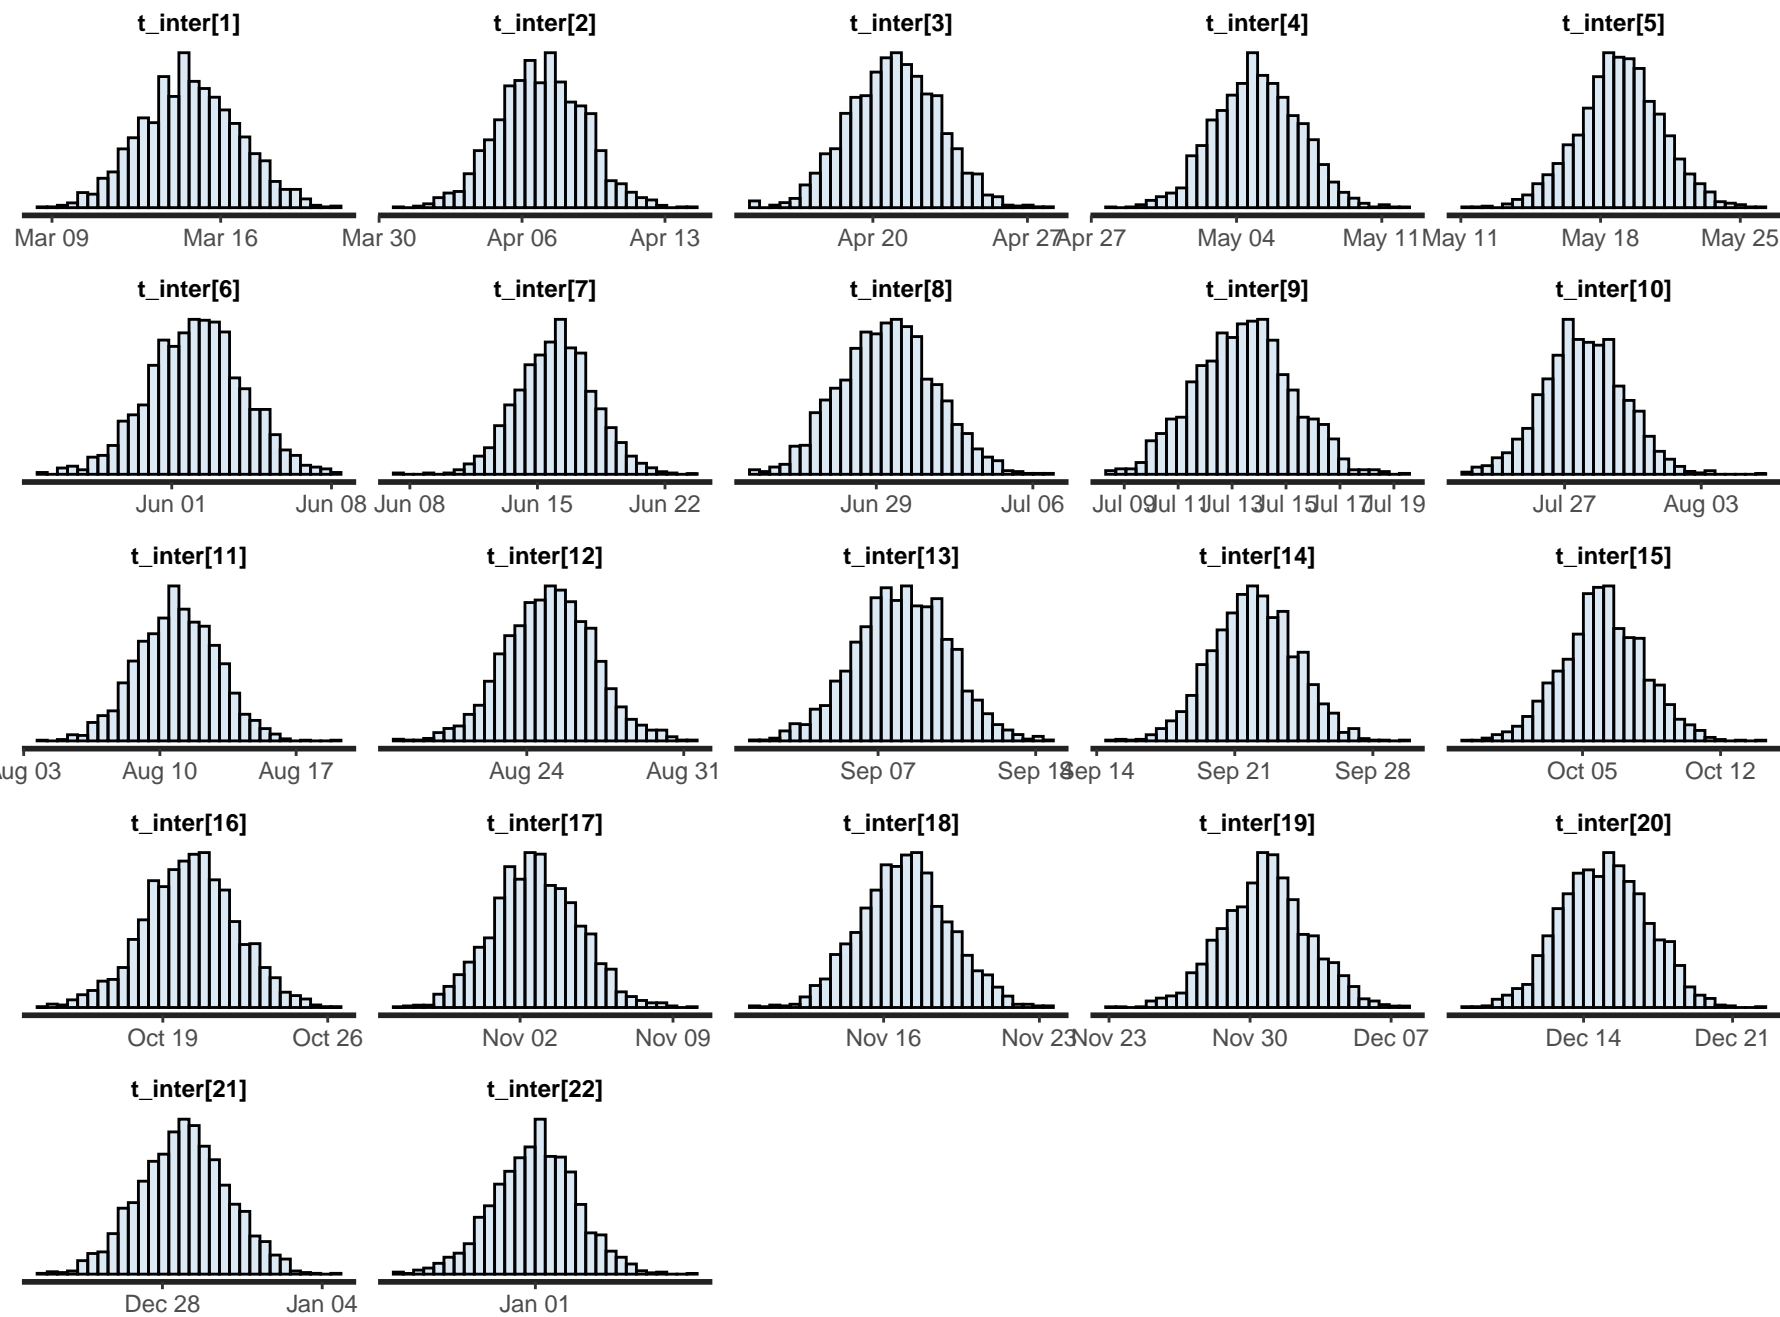 t_inter[1] t_inter[2] t_inter[3] t_inter[4] t_inter[5]
Mar 09 Mar 16 Mar 30 Apr 06 Apr 13 Apr 20 Apr 27 Apr 27 May 04 May 11 May 11 May 18 May 25
t_inter[6] t_inter[7] t_inter[8] t_inter[9] t_inter[10]
Jun 01 Jun 08 Jun 08 Jun 15 Jun 22 Jun 29 Jul 06 Jul 09 Jul 11 Jul 13 Jul 15 Jul 17 Jul 19 Jul 27 Aug 03
t_inter[11] t_inter[12] t_inter[13] t_inter[14] t_inter[15]
Aug 03 Aug 10 Aug 17 Aug 24 Aug 31 Sep 07 Sep 14 Sep 14 Sep 21 Sep 28 Oct 05 Oct 12
t_inter[16] t_inter[17] t_inter[18] t_inter[19] t_inter[20]
Oct 19 Oct 26 Nov 02 Nov 09 Nov 16 Nov 23 Nov 23 Nov 30 Dec 07 Dec 14 Dec 21
t_inter[21] t_inter[22]
Dec 28 Jan 04 Jan 01